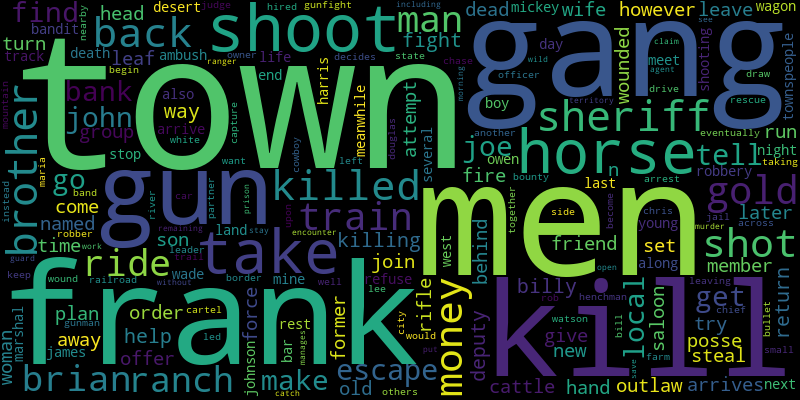 town
men
gang
frank
kill
gun
shoot
horse
take
train
killed
back
man
sheriff
shot
gold
money
ride
brother
brian
ranch
bank
john
go
joe
tell
get
local
escape
make
find
bandit
head
desert
hired
gunfight
judge
nearby
including
dead
mickey
wife
however
leave
wagon
turn
death
ambush
owner
life
decides
state
fight
day
meet
see
track
leaf
ranger
chase
officer
wild
agent
claim
draw
townspeople
begin
end
harris
meanwhile
attempt
morning
wounded
shooting
drive
rescue
mountain
also
way
group
arrive
capture
douglas
boy
territory
eventually
run
stop
white
cowboy
several
another
night
want
left
owen
robbery
taking
instead
maria
fire
n
last
bounty
arrest
come
band
car
river
partner
prison
together
side
become
chris
young
jail
murder
named
robber
remaining
upon
friend
set
across
later
time
work
son
land
stay
encounter
west
behind
along
member
guard
leader
trail
killing
join
open
keep
wound
railroad
without
wade
border
mine
well
refuse
rifle
billy
rob
henchman
leaving
chief
bullet
return
plan
gunman
cartel
order
force
lee
former
city
deputy
watson
bill
saloon
try
posse
small
marshal
away
help
led
rest
would
give
farm
steal
woman
james
offer
johnson
bar
manages
put
new
save
catch
old
others
cattle
hand
outlaw
arrives
next